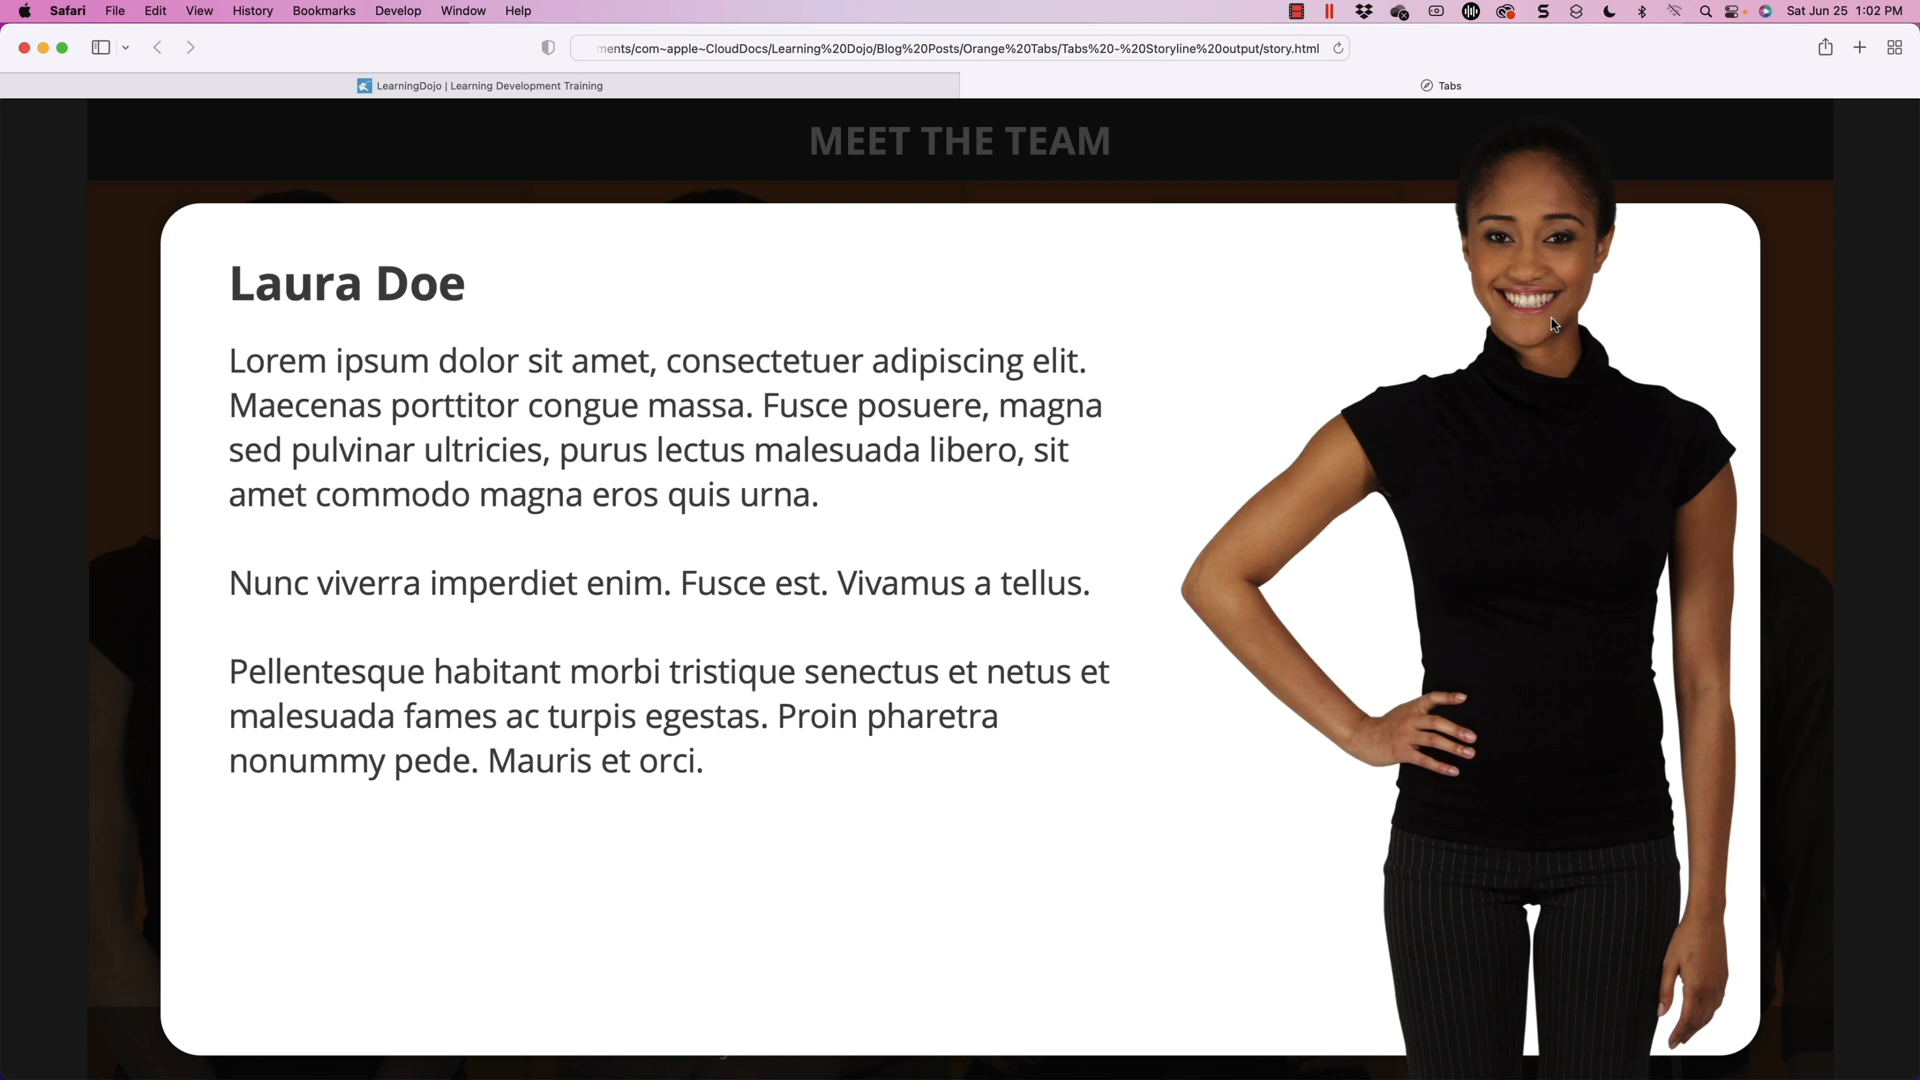 Safari File Edit View History Bookmarks Develop Window Help Sat Jun 25 1:02 PM
ments/com~apple~CloudDocs/Learning%20Dojo/Blog%20Posts/Orange%20Tabs/Tabs%20-%20Storyline%20output/story.html
LearningDojo | Learning Development Training Tabs
MEET THE TEAM
Laura Doe
Lorem ipsum dolor sit amet, consectetuer adipiscing elit.
Maecenas porttitor congue massa. Fusce posuere, magna
sed pulvinar ultricies, purus lectus malesuada libero, sit
amet commodo magna eros quis urna.
Nunc viverra imperdiet enim. Fusce est. Vivamus a tellus.
Pellentesque habitant morbi tristique senectus et netus et
malesuada fames ac turpis egestas. Proin pharetra
nonummy pede. Mauris et orci.